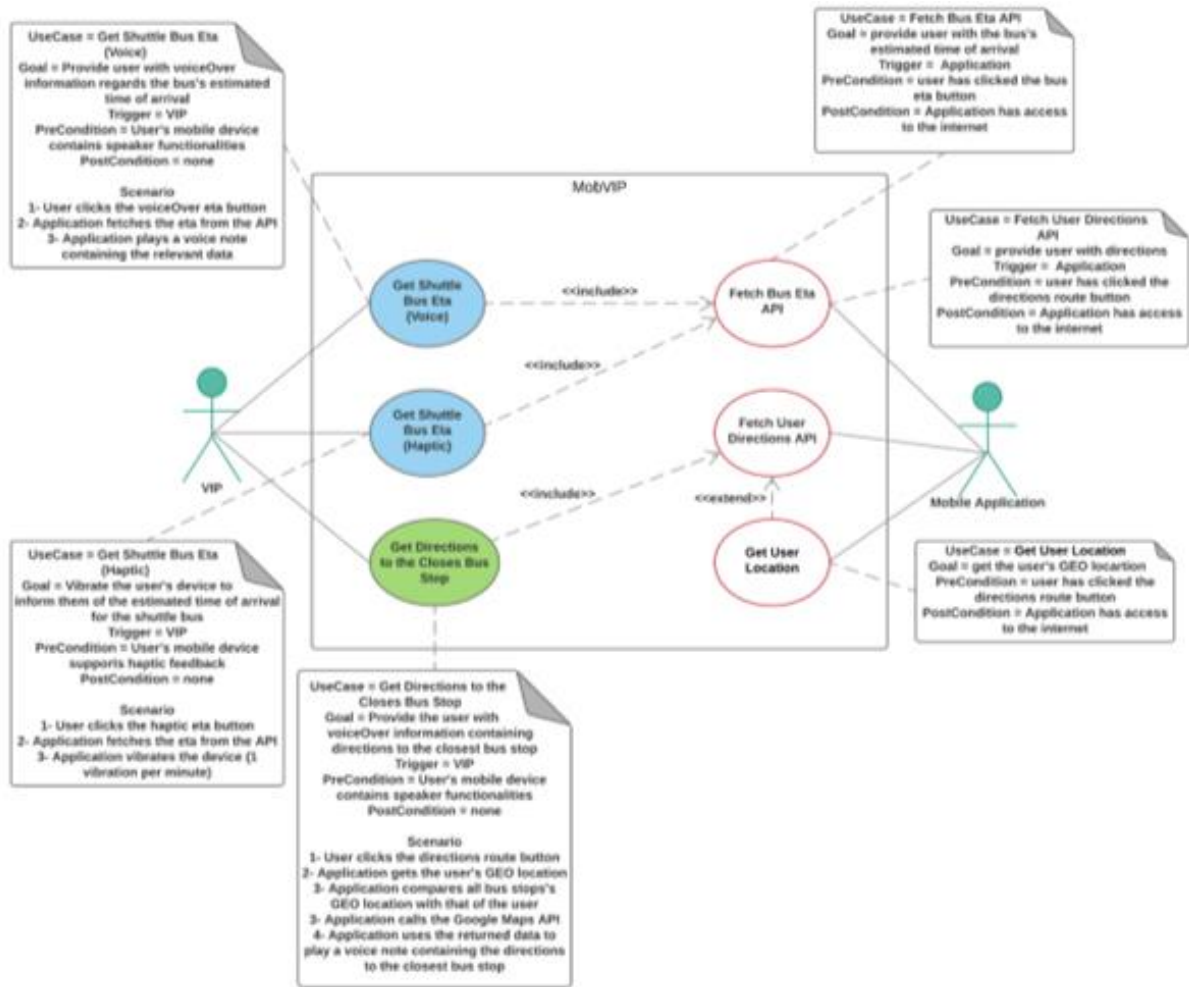 UseCase = Get Shuttle Bus Eta
(Voice)
Goal = Provide user with voiceOver
information regards the bus's estimated
time of arrival
Trigger = VIP
PreCondition = User's mobile device
contains speaker functionalities
PostCondition = none
Scenario
1- User clicks the voiceOver eta button
2- Application fetches the eta from the API
3- Application plays a voice note
containing the relevant data
UseCase = Fetch Bus Eta API
Goal = provide user with the bus's
estimated time of arrival
Trigger = Application
PreCondition = user has clicked the bus
eta button
PostCondition = Application has access
to the internet
MobVIP
UseCase = Fetch User Directions
API
Goal = provide user with directions
Trigger = Application
PreCondition = user has clicked the
directions route button
PostCondition = Application has access
to the internet
Get Shuttle
Bus Eta
(Voice)
<<include>>
Fetch Bus Eta
API
<<include>>
Get Shuttle
Bus Eta
(Haptic)
Fetch User
Directions API
VIP
<<include>>
<<extend>>
Mobile Application
Get Directions
to the Closes Bus
Stop
Get User
Location
UseCase = Get Shuttle Bus Eta
(Haptic)
Goal = Vibrate the user's device to
inform them of the estimated time of arrival
for the shuttle bus
Trigger = VIP
PreCondition = User's mobile device
supports haptic feedback
PostCondition = none
Scenario
1- User clicks the haptic eta button
2- Application fetches the eta from the API
3- Application vibrates the device (1
vibration per minute)
UseCase = Get User Location
Goal = get the user's GEO locartion
PreCondition = user has clicked the
directions route button
PostCondition = Application has access
to the internet
UseCase = Get Directions to the
Closes Bus Stop
Goal = Provide the user with
voiceOver information containing
directions to the closest bus stop
Trigger = VIP
PreCondition = User's mobile device
contains speaker functionalities
PostCondition = none
Scenario
1- User clicks the directions route button
2- Application gets the user's GEO location
3- Application compares all bus stops's
GEO location with that of the user
3- Application calls the Google Maps API
4- Application uses the returned data to
play a voice note containing the directions
to the closest bus stop